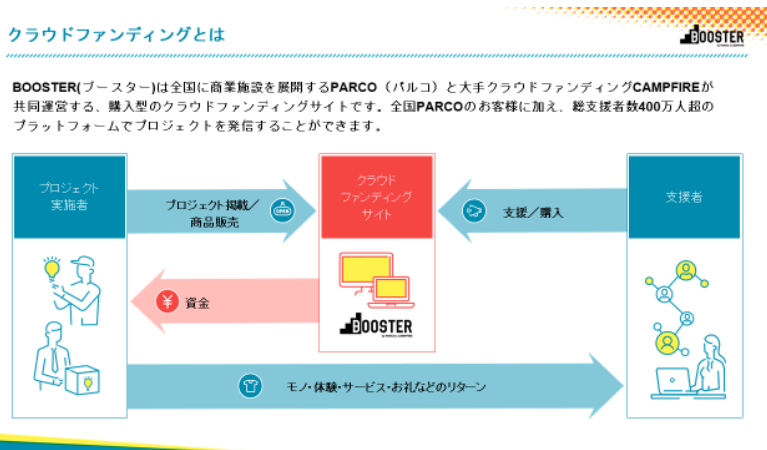 クラウドファンディングとは
BOOSTER
BOOSTER(ブースター)は全国に商業施設を展開するPARCO（パルコ）と大手クラウドファンディングCAMPFIREが
共同運営する、購入型のクラウドファンディングサイトです。全国PARCOのお客様に加え、総支援者数400万人超の
プラットフォームでプロジェクトを発信することができます。
プロジェクト
実施者
プロジェクト掲載／
商品販売
OPEN
クラウド
ファンディング
サイト
支援／購入
支援者
¥
資金
BOOSTER
by PARCO & CAMPFIRE
モノ・体験・サービス・お礼などのリターン